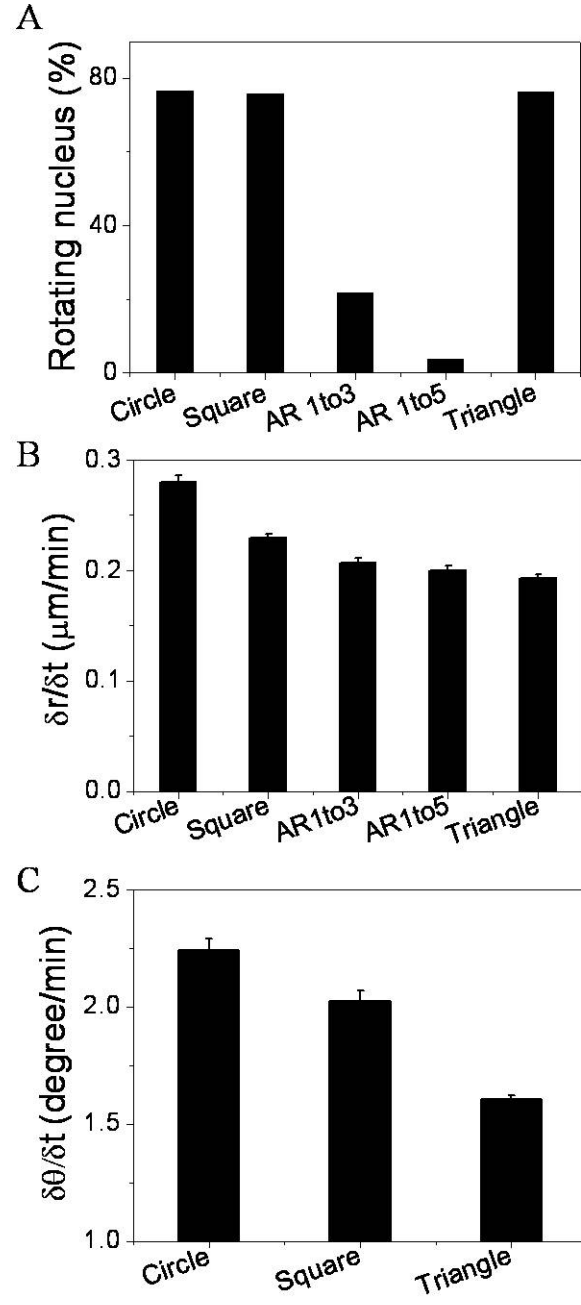 A
Rotating nucleus (%)
80
40
0
Circle
Square
AR 1to3
AR 1to5
Triangle
B
δr/δt (μm/min)
0.3
0.2
0.1
0.0
Circle
Square
AR1to3
AR1to5
Triangle
C
δθ/δt (degree/min)
2.5
2.0
1.5
1.0
Circle
Square
Triangle